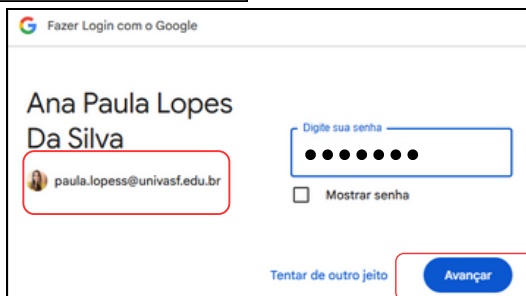 Fazer Login com o Google
Ana Paula Lopes
Da Silva
paula.lopess@univasf.edu.br
Digite sua senha
●●●●●●●
Mostrar senha
Tentar de outro jeito
Avançar